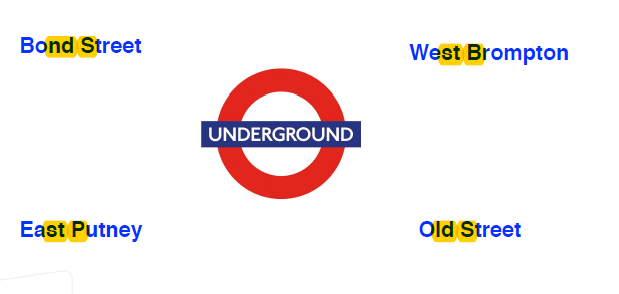 Bond Street
West Brompton
UNDERGROUND
East Putney
Old Street